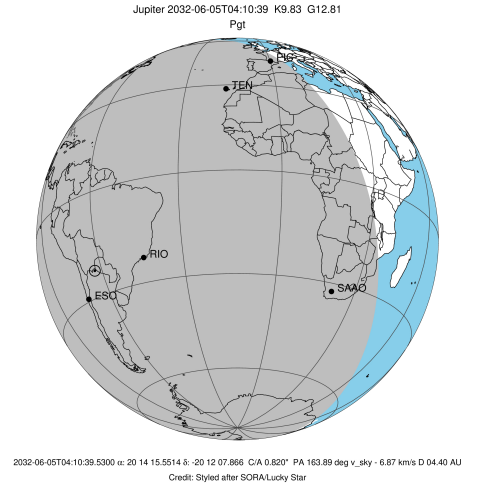 Jupiter 2032-06-05T04:10:39  K9.83  G12.81
Pgt
PIC
TEN
RIO
ESO
SAAO
2032-06-05T04:10:39.5300 α: 20 14 15.5514 δ: -20 12 07.866  C/A 0.820"  PA 163.89 deg v_sky - 6.87 km/s D 04.40 AU
Credit: Styled after SORA/Lucky Star